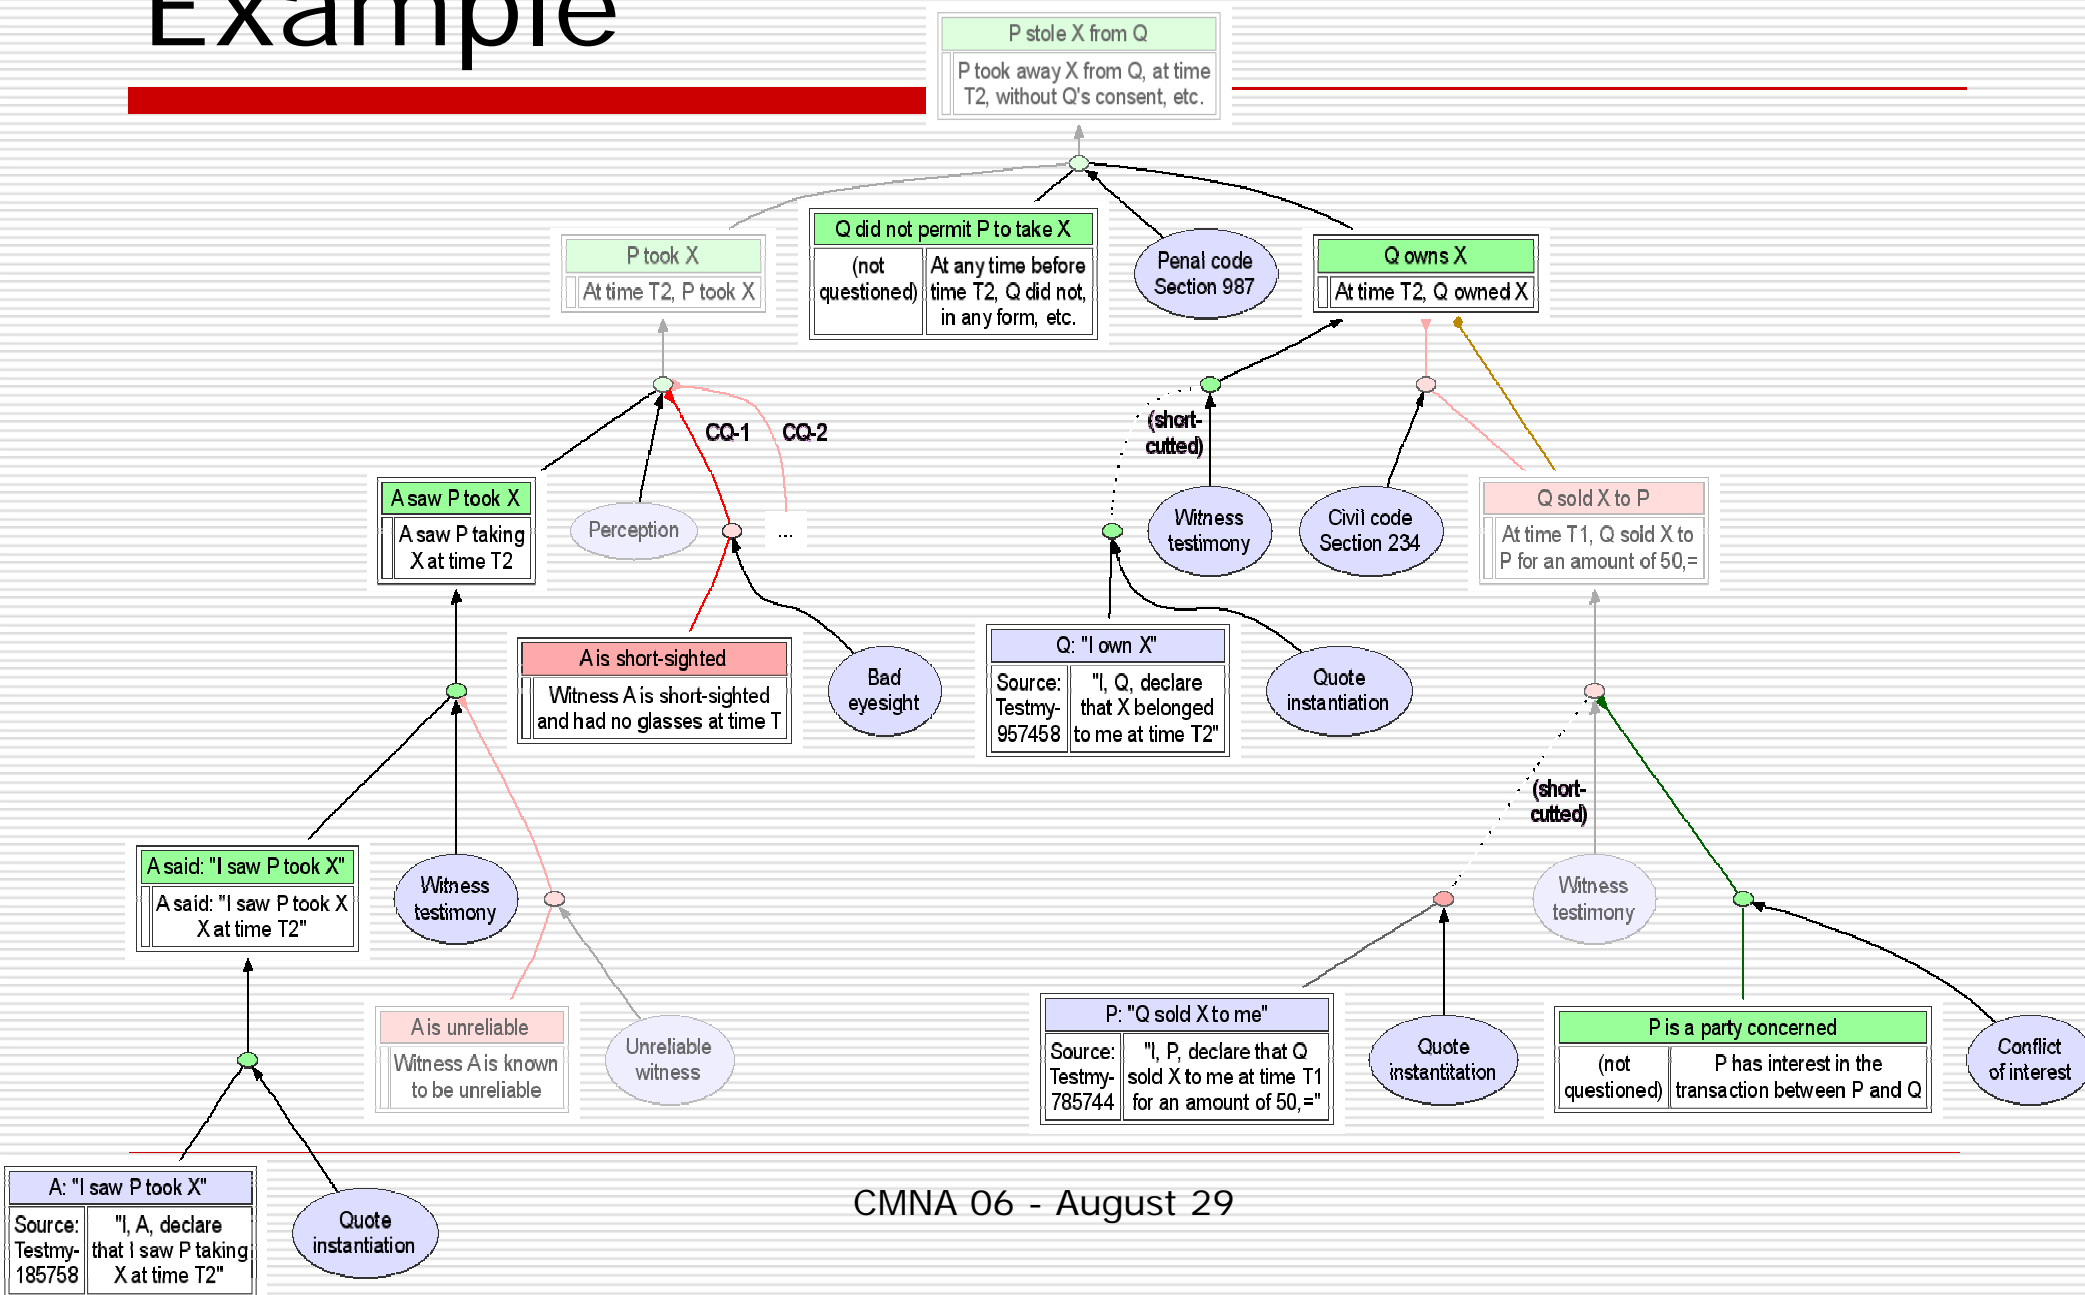 Example
P stole X from Q
P took away X from Q, at time
T2, without Q's consent, etc.
P took X
At time T2, P took X
Q did not permit P to take X
(not
questioned)
At any time before
time T2, Q did not,
in any form, etc.
Penal code
Section 987
Q owns X
At time T2, Q owned X
CQ-1
CQ-2
(short-
cutted)
A saw P took X
A saw P taking
X at time T2
Perception
...
Witness
testimony
Civil code
Section 234
Q sold X to P
At time T1, Q sold X to
P for an amount of 50,=
A is short-sighted
Witness A is short-sighted
and had no glasses at time T
Bad
eyesight
Q: "I own X"
Source:
Testmy-
957458
"I, Q, declare
that X belonged
to me at time T2"
Quote
instantiation
(short-
cutted)
A said: "I saw P took X"
A said: "I saw P took X
X at time T2"
Witness
testimony
Witness
testimony
A is unreliable
Witness A is known
to be unreliable
Unreliable
witness
P: "Q sold X to me"
Source:
Testmy-
785744
"I, P, declare that Q
sold X to me at time T1
for an amount of 50,="
Quote
instantitation
P is a party concerned
(not
questioned)
P has interest in the
transaction between P and Q
Conflict
of interest
A: "I saw P took X"
Source:
Testmy-
185758
"I, A, declare
that I saw P taking
X at time T2"
Quote
instantiation
CMNA 06 - August 29